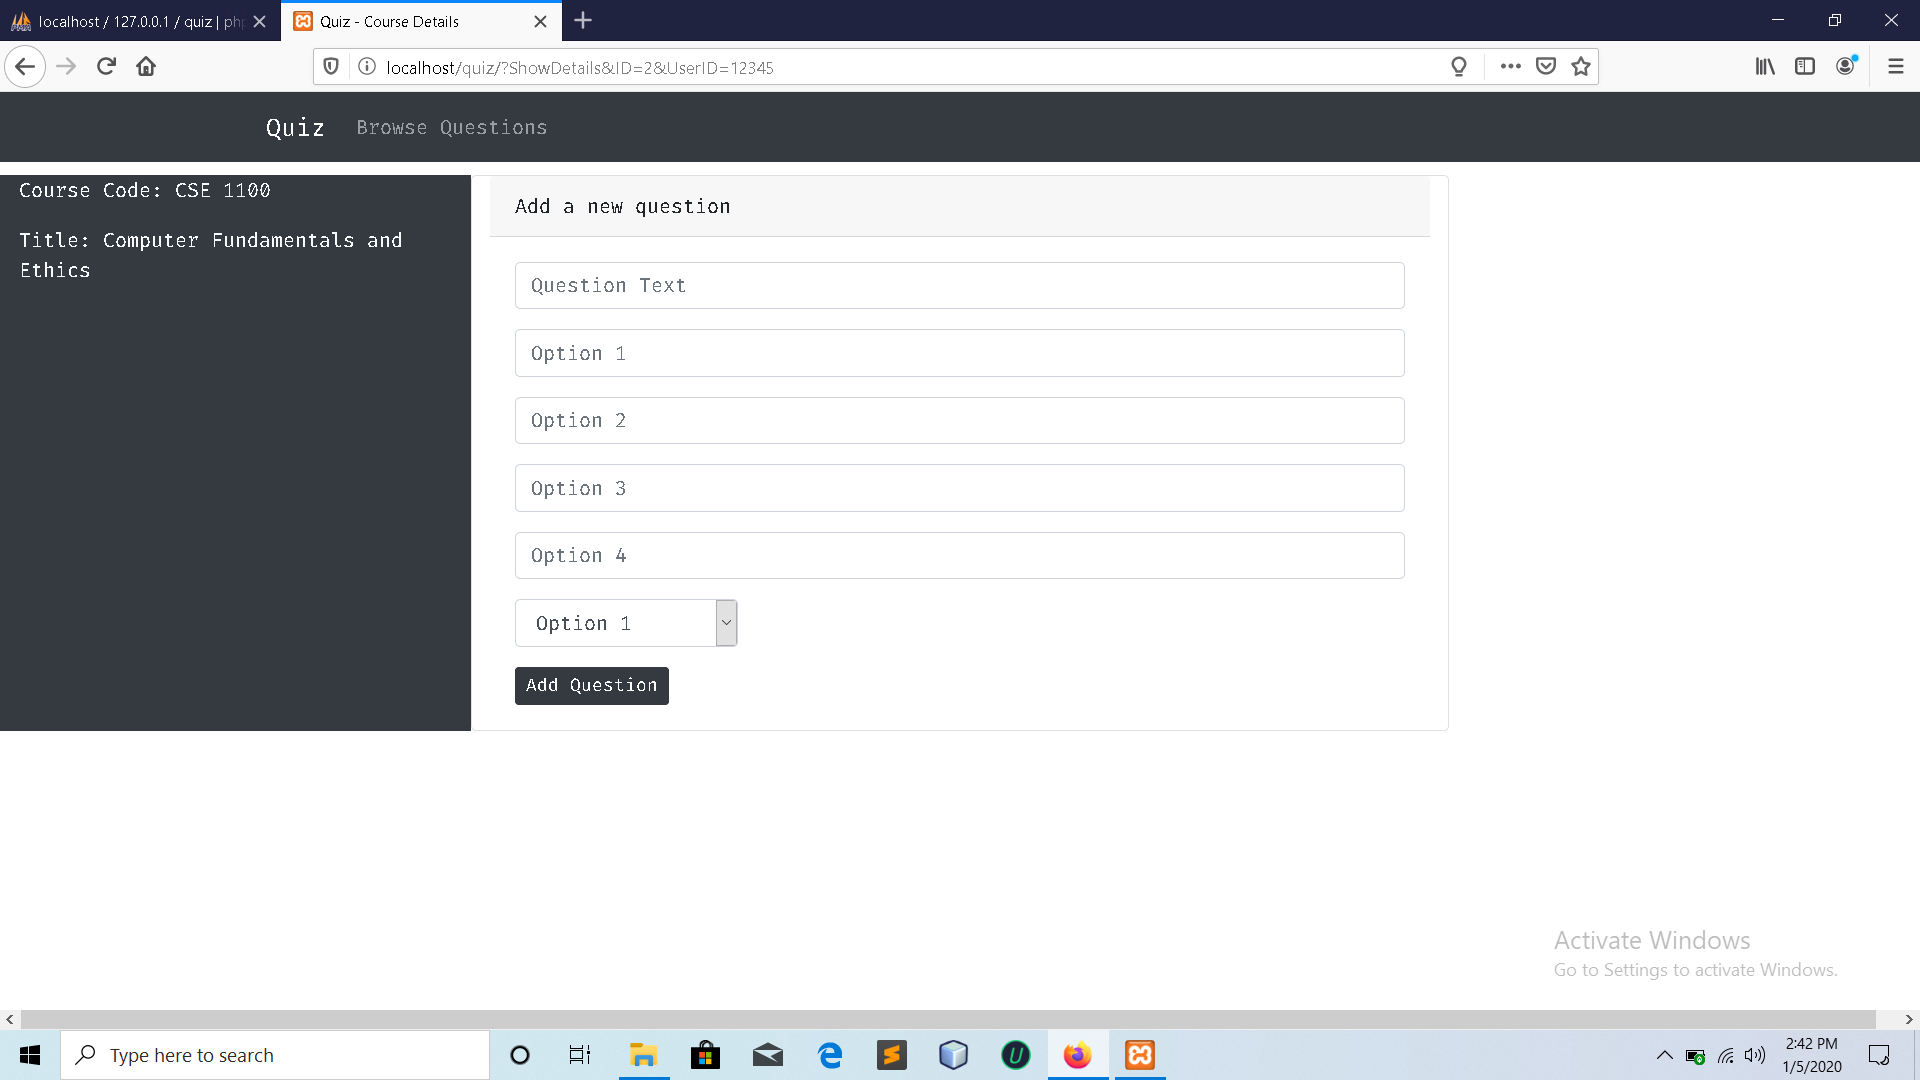 localhost / 127.0.0.1 / quiz | php
Quiz - Course Details
localhost/quiz/?ShowDetails&ID=2&UserID=12345
Quiz
Browse Questions
Course Code: CSE 1100
Title: Computer Fundamentals and
Ethics
Add a new question
Question Text
Option 1
Option 2
Option 3
Option 4
Option 1
Add Question
Activate Windows
Go to Settings to activate Windows.
Type here to search
2:42 PM
1/5/2020